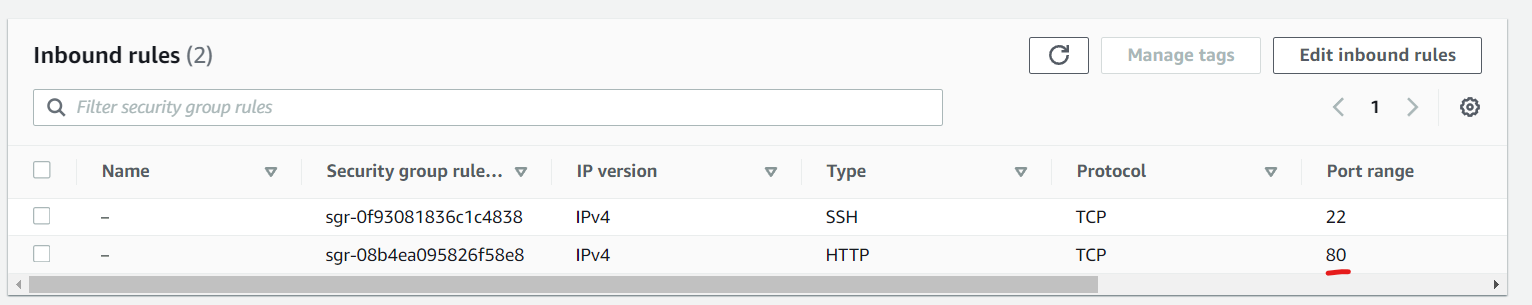 Inbound rules (2)
Manage tags
Edit inbound rules
Filter security group rules
1
Name Security group rule... IP version Type Protocol Port range
– sgr-0f93081836c1c4838 IPv4 SSH TCP 22
– sgr-08b4ea095826f58e8 IPv4 HTTP TCP 80